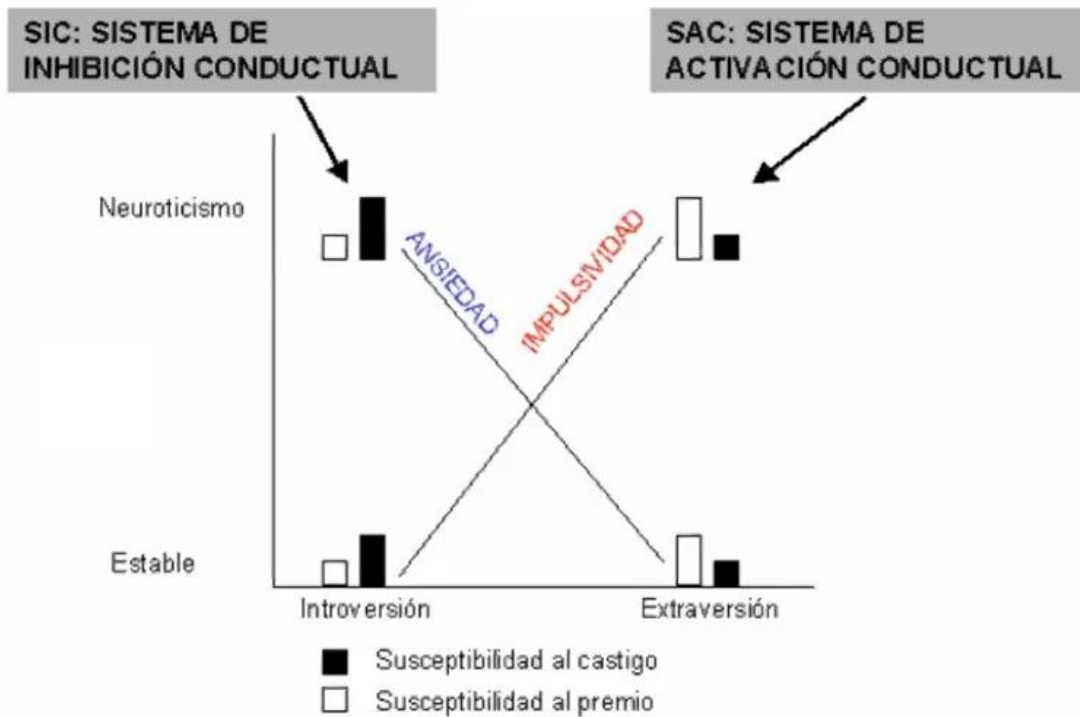 SIC: SISTEMA DE
INHIBICIÓN CONDUCTUAL
SAC: SISTEMA DE
ACTIVACIÓN CONDUCTUAL
Neuroticismo
ANSIEDAD
IMPULSIVIDAD
Estable
Introversión
Extraversión
Susceptibilidad al castigo
Susceptibilidad al premio